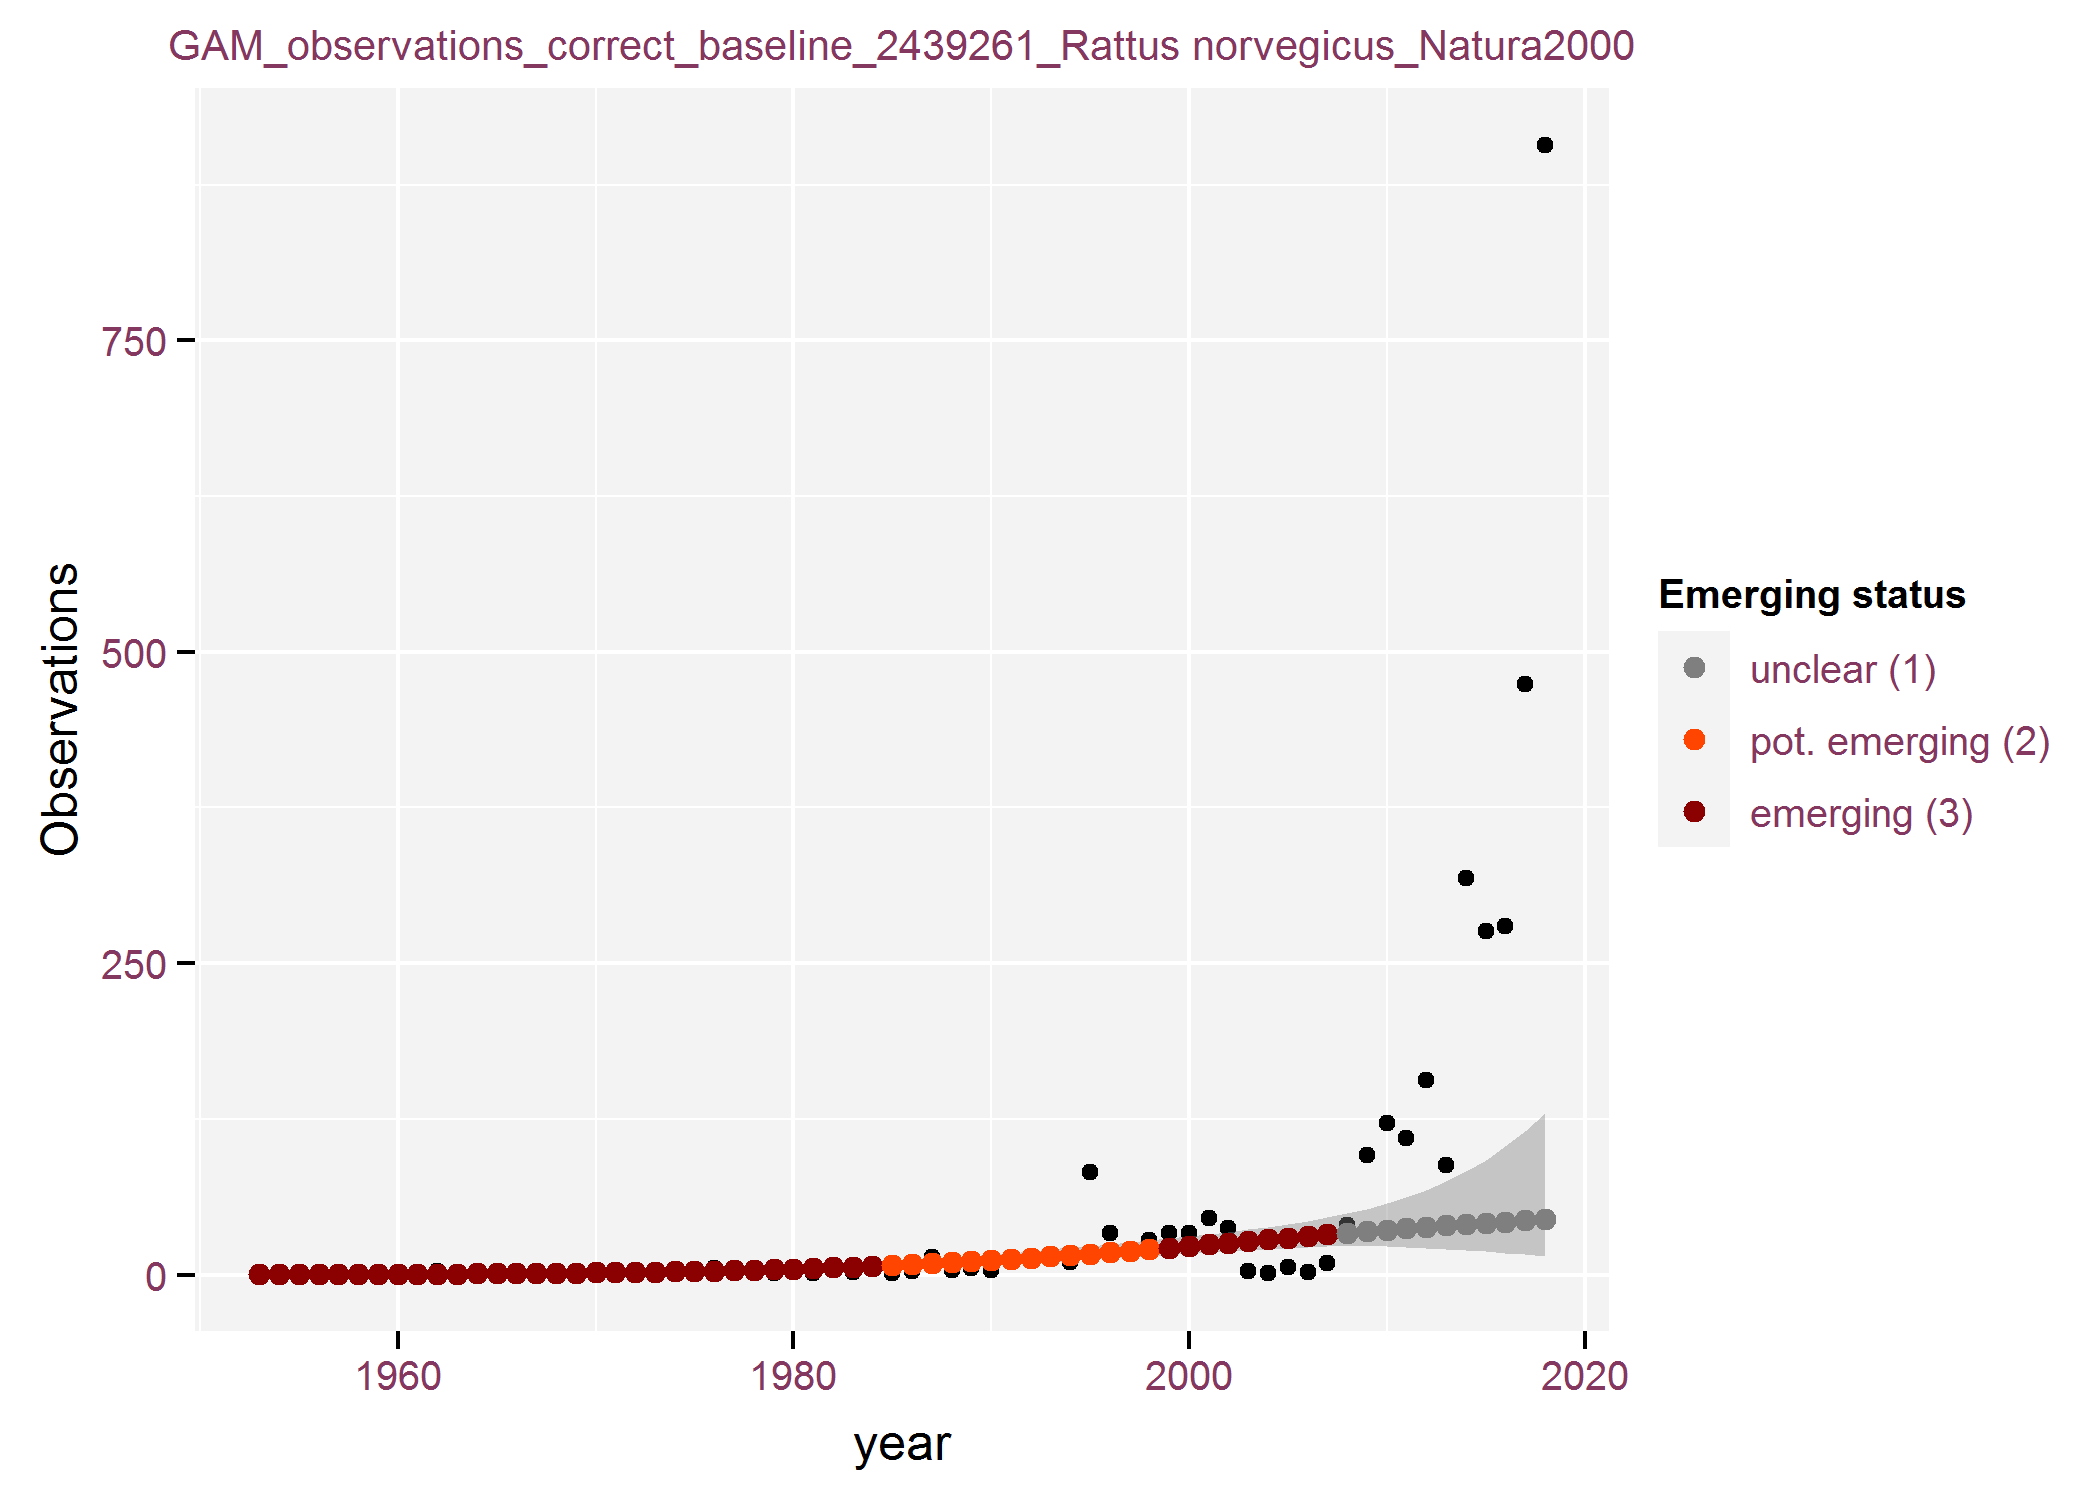 GAM_observations_correct_baseline_2439261_Rattus norvegicus_Natura2000
Observations
750
500
250
0
1960
1980
2000
2020
year
Emerging status
unclear (1)
pot. emerging (2)
emerging (3)